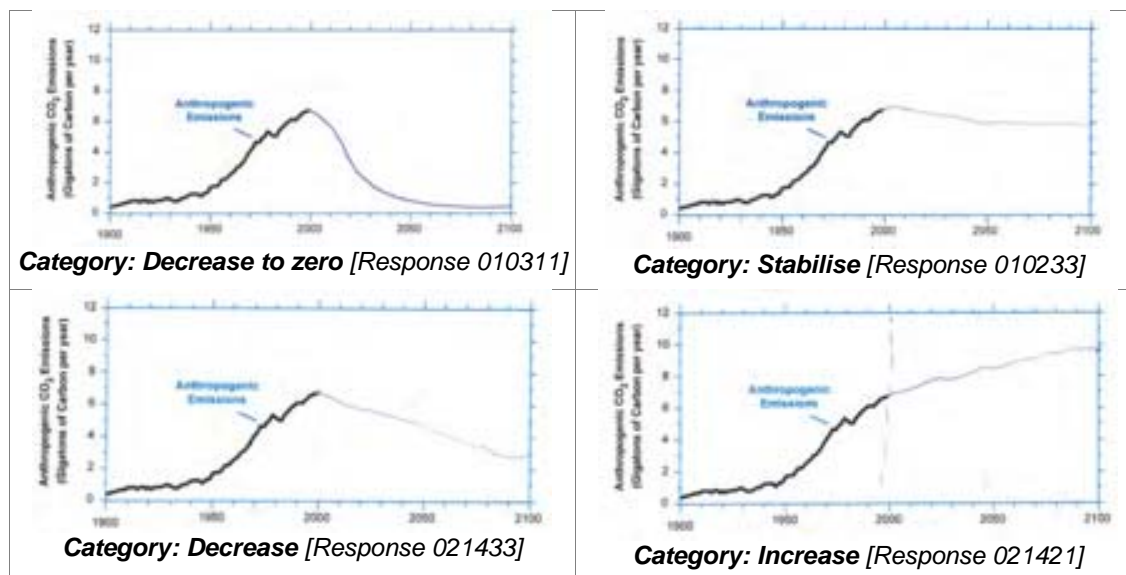 12
10
8
6
4
2
0
Anthropogenic CO2 Emissions
(Gigatons of Carbon per year)
Anthropogenic
Emissions
1900
1950
2000
2100
Category: Decrease to zero [Response 010311]
12
10
8
6
4
2
0
Anthropogenic CO2 Emissions
(Gigatons of Carbon per year)
Anthropogenic
Emissions
1900
1950
2000
2050
2100
Category: Stabilise [Response 010233]
12
10
8
6
4
2
0
Anthropogenic CO2 Emissions
(Gigatons of Carbon per year)
Anthropogenic
Emissions
1900
1950
2000
2050
2100
Category: Decrease [Response 021433]
12
10
8
6
4
2
0
Anthropogenic CO2 Emissions
(Gigatons of Carbon per year)
Anthropogenic
Emissions
1900
1950
2000
2050
2100
Category: Increase [Response 021421]